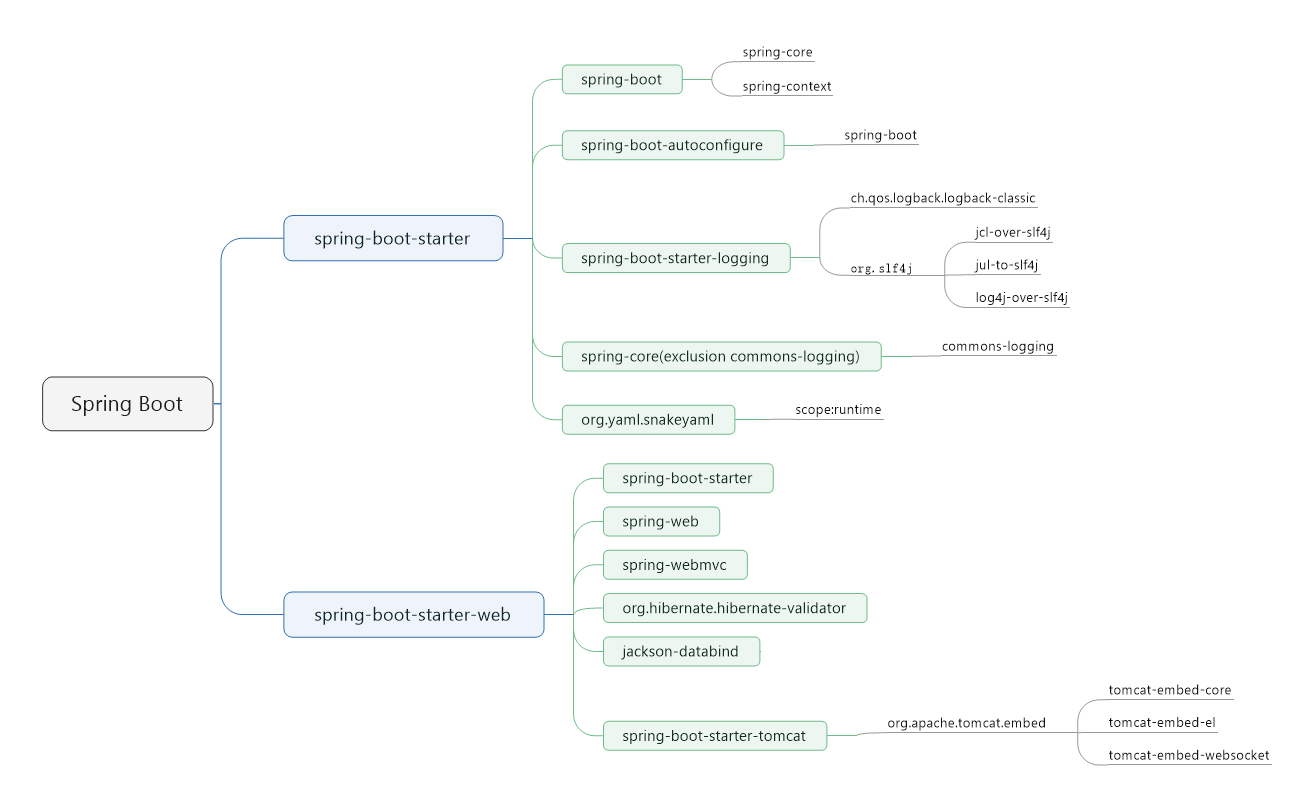 Spring Boot
spring-boot-starter
spring-boot
spring-core
spring-context
spring-boot-autoconfigure
spring-boot
spring-boot-starter-logging
ch.qos.logback.logback-classic
org.slf4j
jcl-over-slf4j
jul-to-slf4j
log4j-over-slf4j
spring-core(exclusion commons-logging)
commons-logging
org.yaml.snakeyaml
scope:runtime
spring-boot-starter-web
spring-boot-starter
spring-web
spring-webmvc
org.hibernate.hibernate-validator
jackson-databind
spring-boot-starter-tomcat
org.apache.tomcat.embed
tomcat-embed-core
tomcat-embed-el
tomcat-embed-websocket